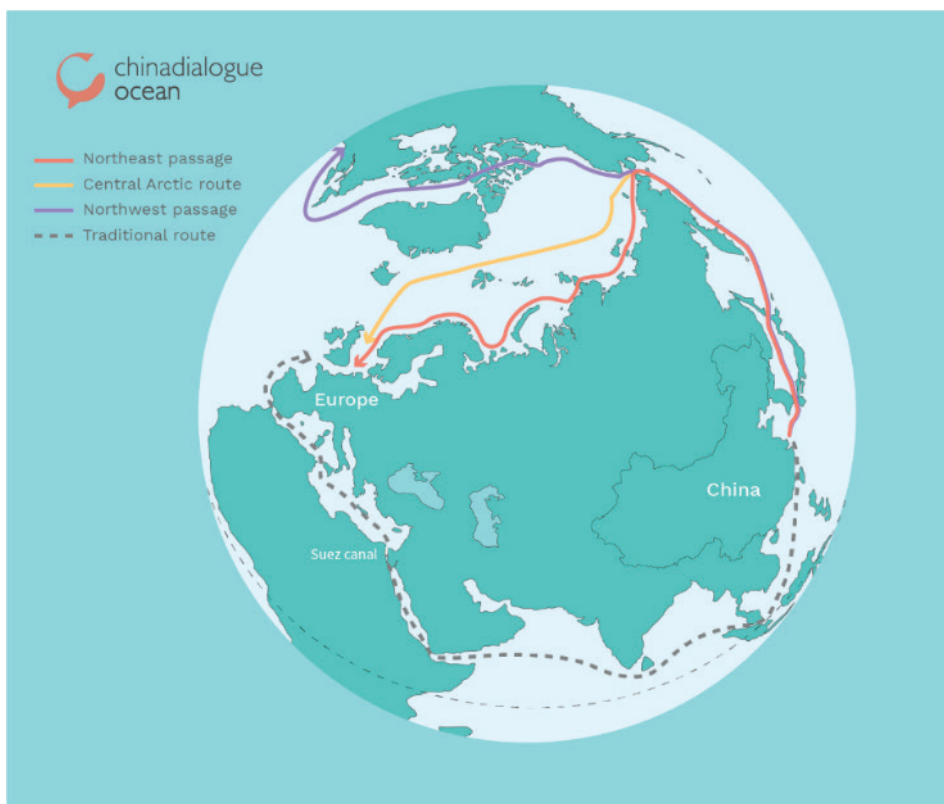 chinadialogue
ocean
Northeast passage
Central Arctic route
Northwest passage
Traditional route
Europe
China
Suez canal